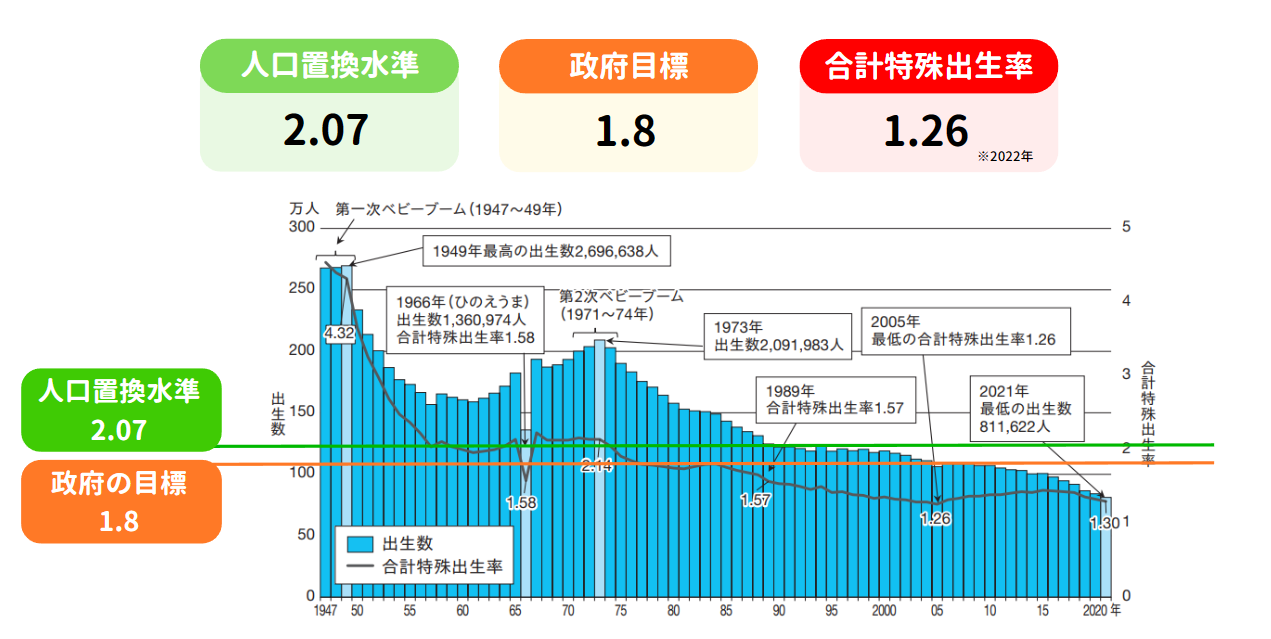 人口置換水準
2.07
政府目標
1.8
合計特殊出生率
1.26
※2022年
万人
第一次ベビーブーム(1947〜49年)
300
250
200
150
100
50
0
5
4
3
2
1
0
出生数
合計特殊出生率
1949年最高の出生数2,696,638人
1966年(ひのえうま)
出生数1,360,974人
合計特殊出生率1.58
第2次ベビーブーム
(1971〜74年)
1973年
出生数2,091,983人
2005年
最低の合計特殊出生率1.26
1989年
合計特殊出生率1.57
2021年
最低の出生数
811,622人
4.32
1.58
2.14
1.57
1.26
1.30
人口置換水準
2.07
政府の目標
1.8
出生数
合計特殊出生率
1947 50 55 60 65 70 75 80 85 90 95 2000 05 10 15 2020 年